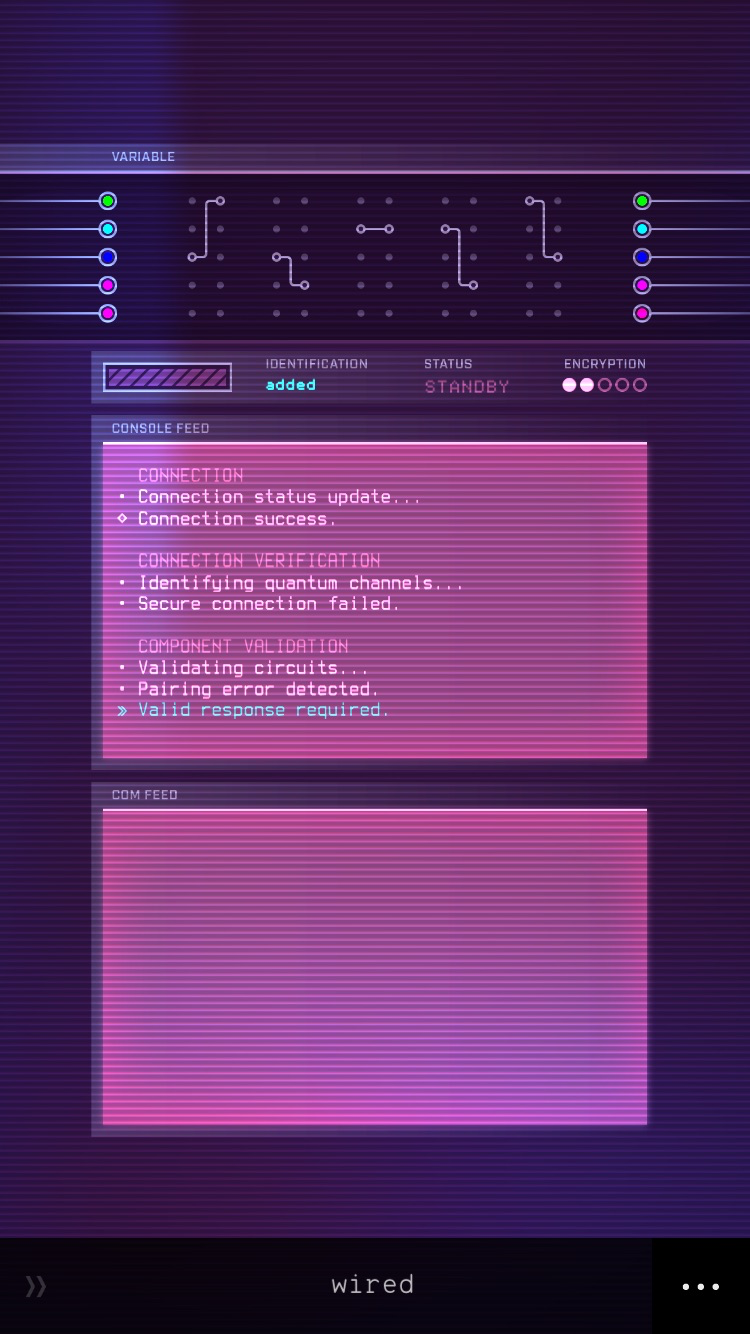 VARIABLE
IDENTIFICATION
added
STATUS
STANDBY
ENCRYPTION
CONSOLE FEED
CONNECTION
· Connection status update...
◇ Connection success.
CONNECTION VERIFICATION
· Identifying quantum channels...
· Secure connection failed.
COMPONENT VALIDATION
· Validating circuits...
· Pairing error detected.
» Valid response required.
COM FEED
wired